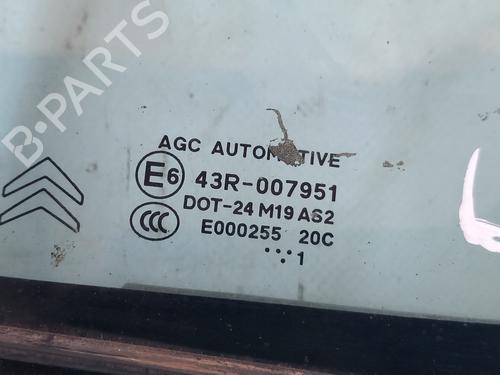 B-PARTS
AGC AUTOMOTIVE
E6 43R-007951
CCC DOT-24 M19 AS2
E000255 20C
1
L